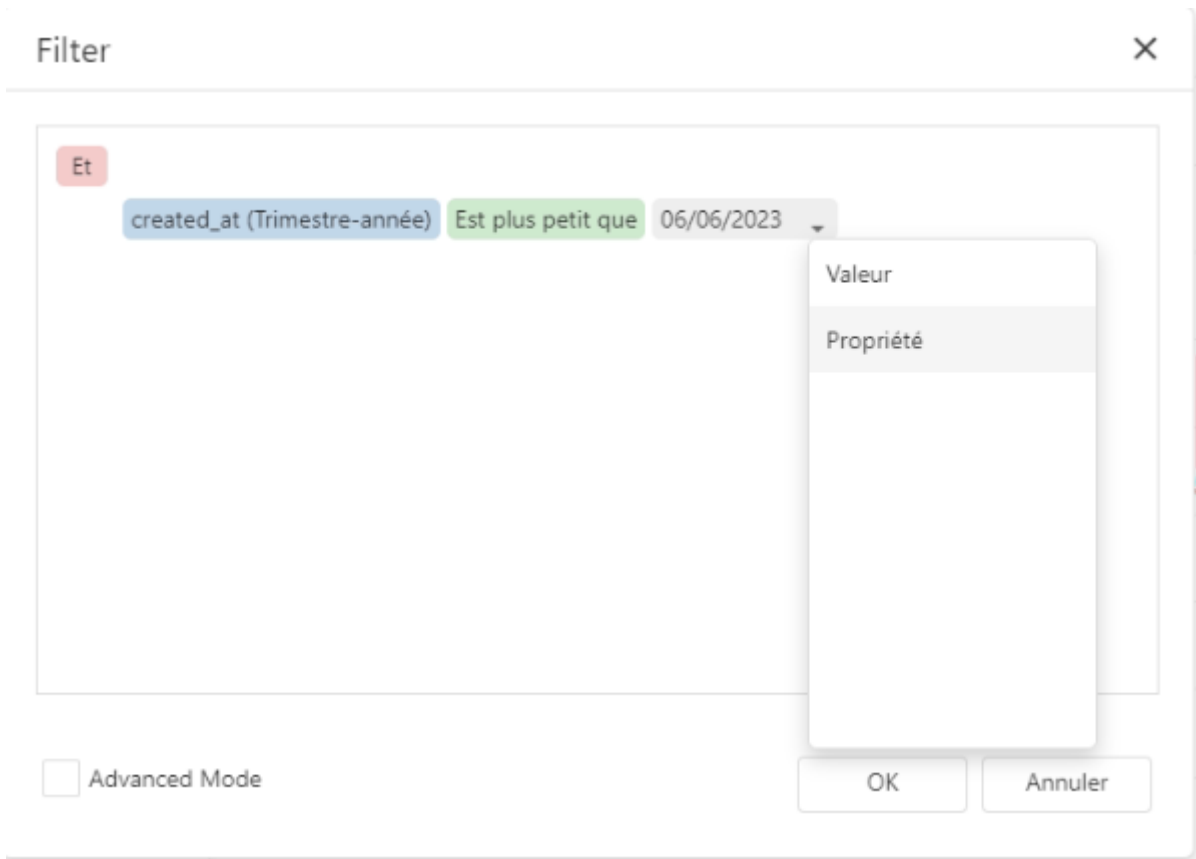 Filter
Et
created_at (Trimestre-année) Est plus petit que 06/06/2023
Valeur
Propriété
Advanced Mode
OK
Annuler